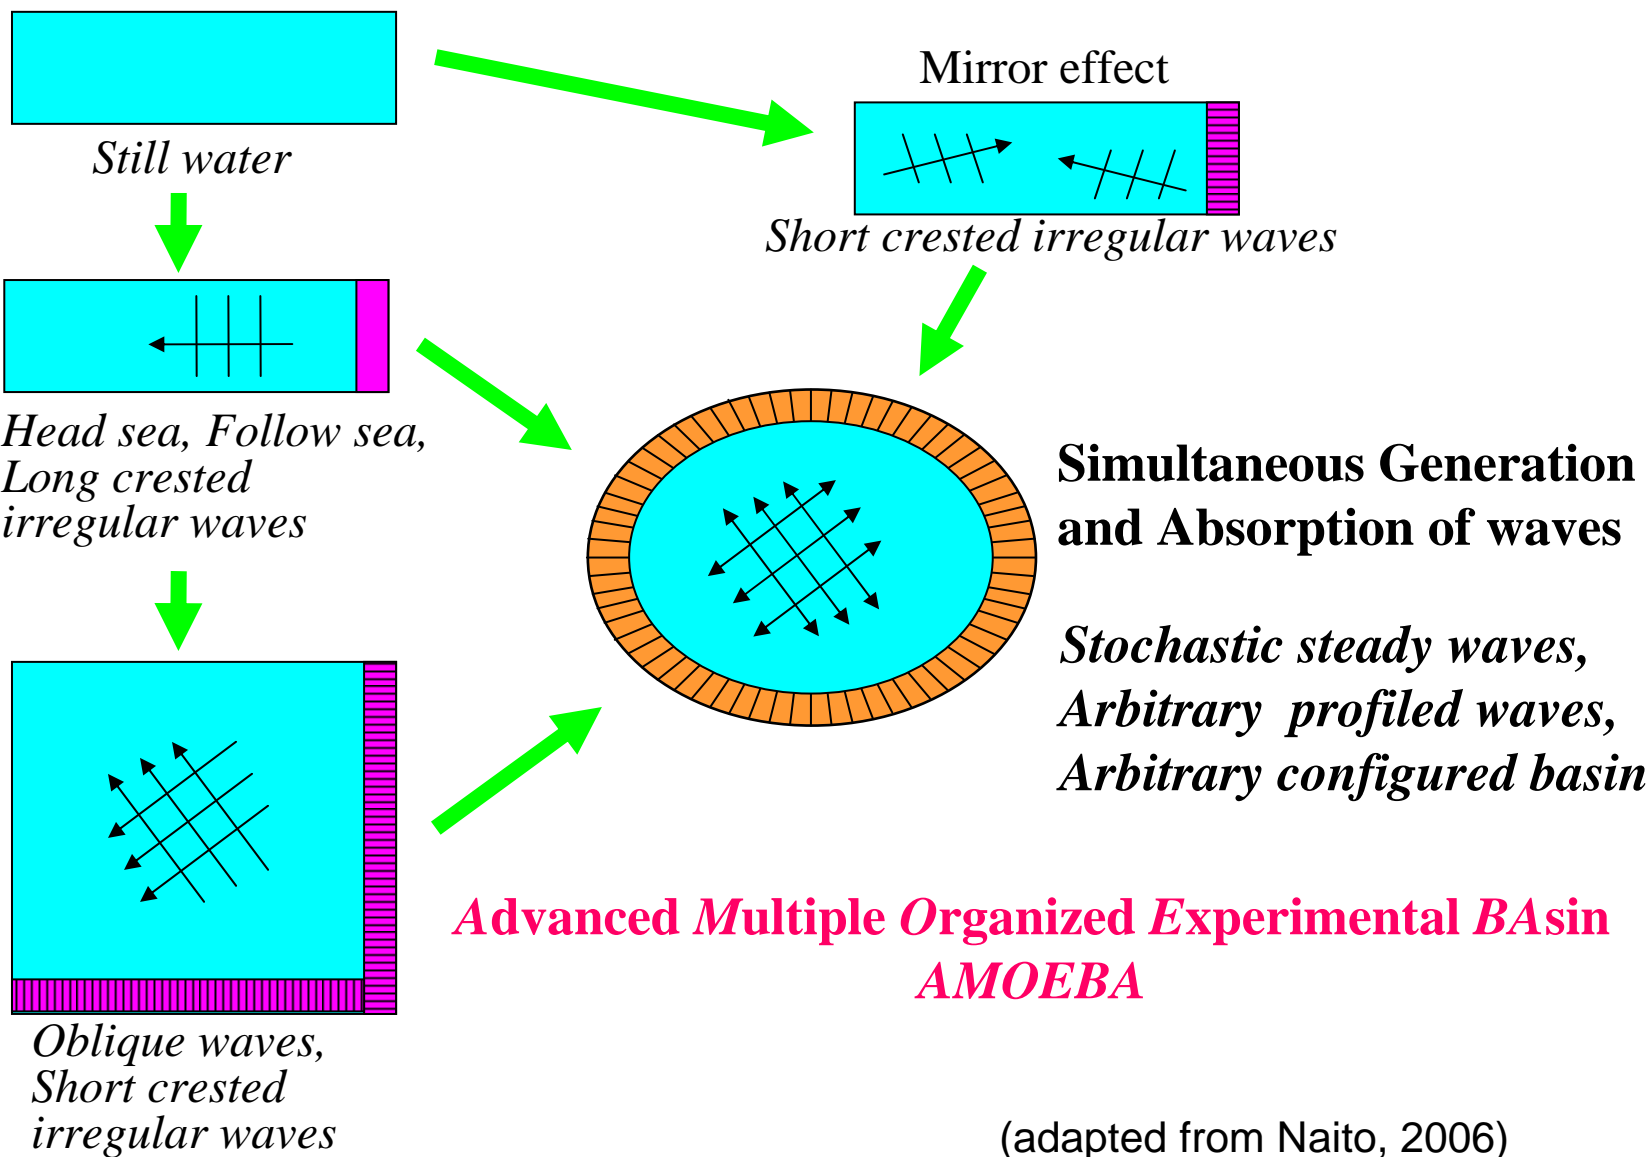 Still water
Mirror effect
Short crested irregular waves
Head sea, Follow sea,
Long crested
irregular waves
Simultaneous Generation
and Absorption of waves
Stochastic steady waves,
Arbitrary profiled waves,
Arbitrary configured basin
Advanced Multiple Organized Experimental BAsin
AMOEBA
Oblique waves,
Short crested
irregular waves
(adapted from Naito, 2006)